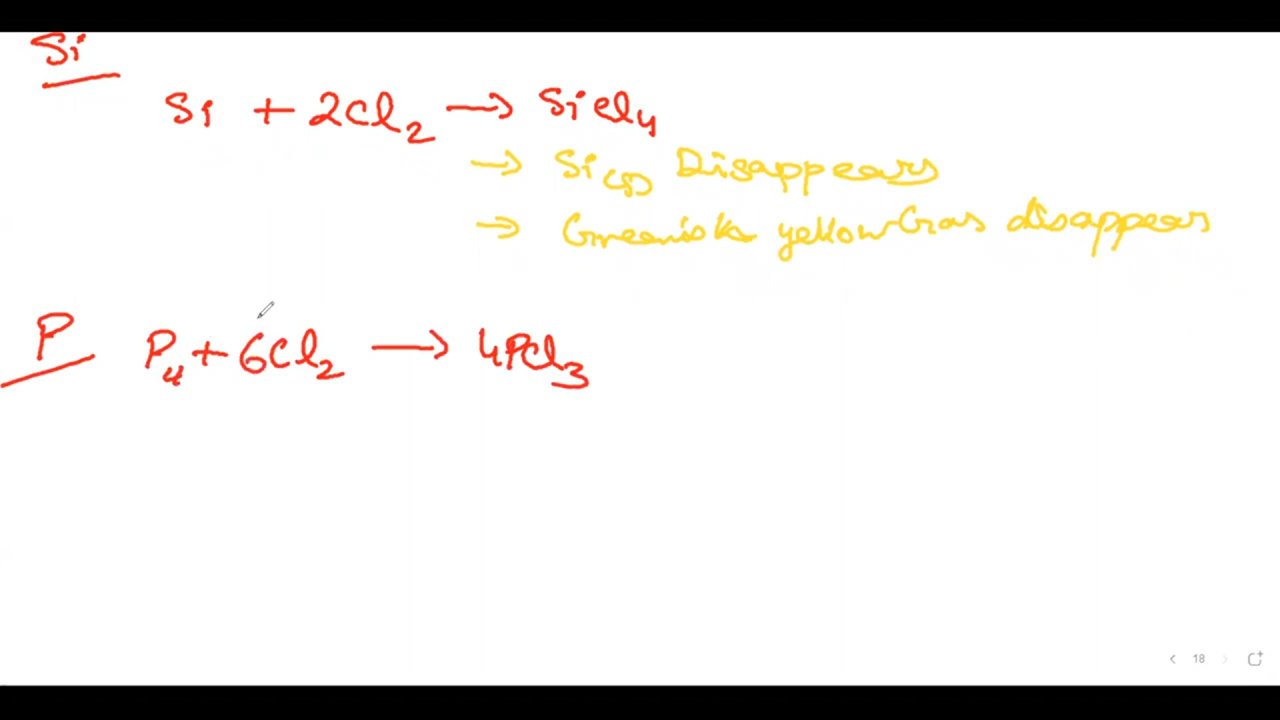 Si
Si + 2Cl₂ → SiCl₄
→ Si(s) Disappears
→ Greenish yellow Gas disappears
P P₄ + 6Cl₂ → 4PCl₃
18